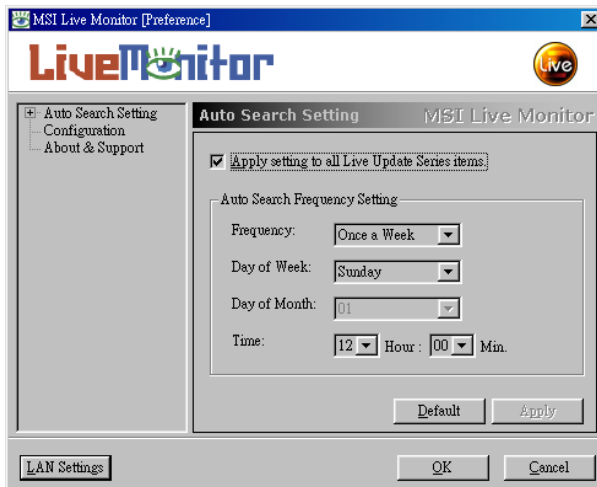 MSI Live Monitor [Preference]
LiveMonitor
Live
Auto Search Setting
Configuration
About & Support
Auto Search Setting
MSI Live Monitor
Apply setting to all Live Update Series items.
Auto Search Frequency Setting
Frequency: Once a Week
Day of Week: Sunday
Day of Month: 01
Time: 12 Hour : 00 Min.
Default Apply
LAN Settings OK Cancel